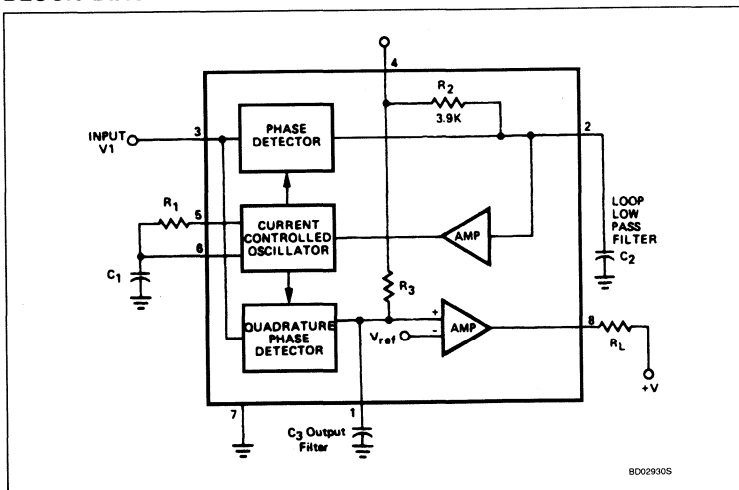 4
R2
3.9K
INPUT
V1
3
PHASE
DETECTOR
2
R1
5
6
C1
CURRENT
CONTROLLED
OSCILLATOR
AMP
LOOP
LOW
PASS
FILTER
C2
R3
QUADRATURE
PHASE
DETECTOR
Vref
+
-
AMP
8
RL
+V
7
1
C3 Output
Filter
BD02930S